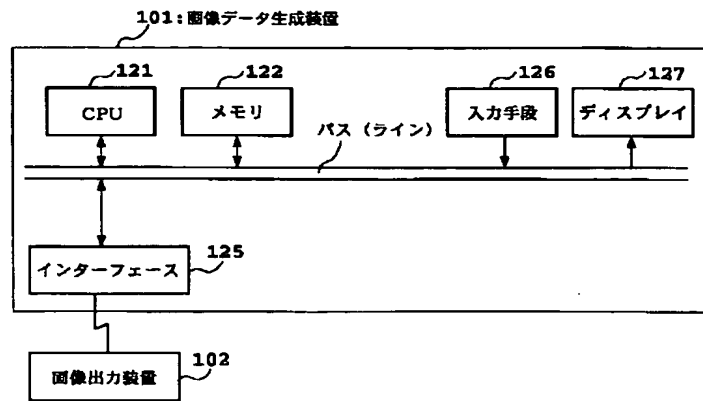 101:画像データ生成装置
121
122
126
127
CPU
メモリ
入力手段
ディスプレイ
バス (ライン)
125
インターフェース
102
画像出力装置